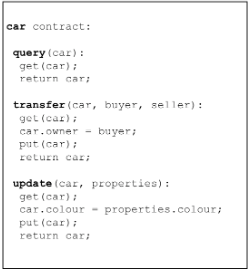 car contract:
query(car):
get(car);
return car;
transfer(car, buyer, seller):
get(car);
car.owner = buyer;
put(car);
return car;
update(car, properties):
get(car);
car.colour = properties.colour;
put(car);
return car;